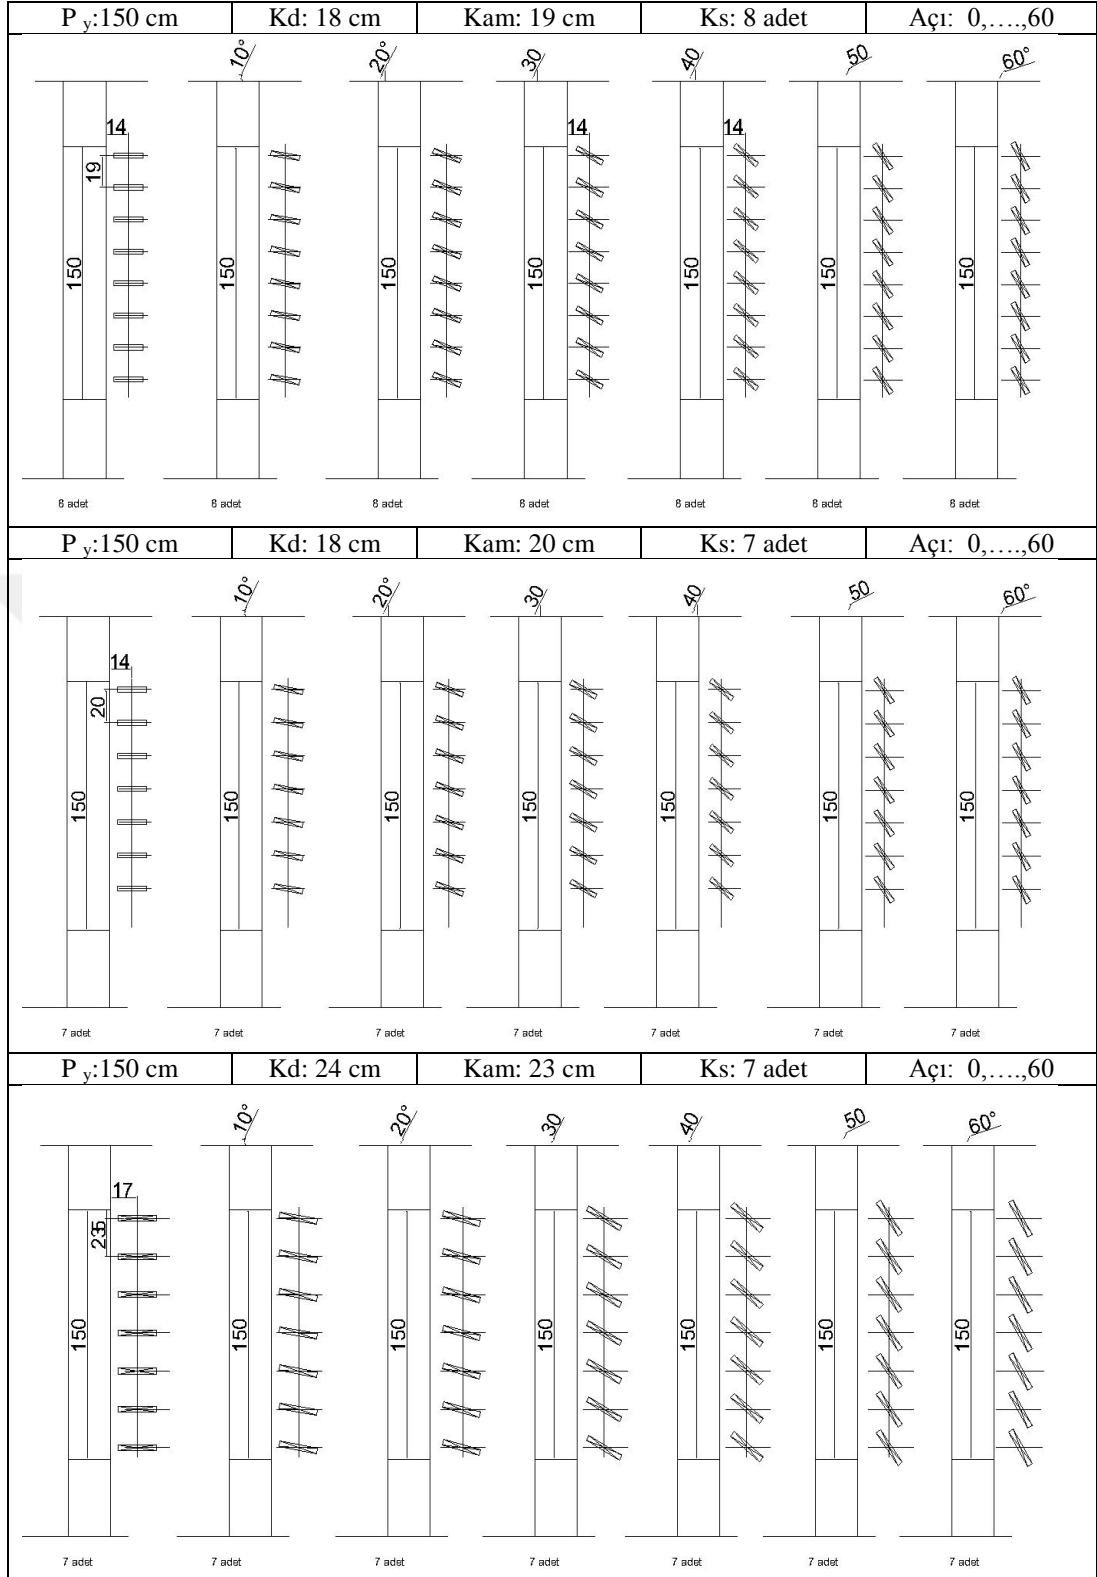 P y:150 cm Kd: 18 cm Kam: 19 cm Ks: 8 adet Açı: 0,….,60
10° 20° 30 40 50 60°
14 14 14
19
150 150 150 150 150 150 150
8 adet 8 adet 8 adet 8 adet 8 adet 8 adet 8 adet
P y:150 cm Kd: 18 cm Kam: 20 cm Ks: 7 adet Açı: 0,….,60
10° 20° 30 40 50 60°
14
20
150 150 150 150 150 150 150
7 adet 7 adet 7 adet 7 adet 7 adet 7 adet 7 adet
P y:150 cm Kd: 24 cm Kam: 23 cm Ks: 7 adet Açı: 0,….,60
10° 20° 30 40 50 60°
17
150 150 150 150 150 150 150
7 adet 7 adet 7 adet 7 adet 7 adet 7 adet 7 adet